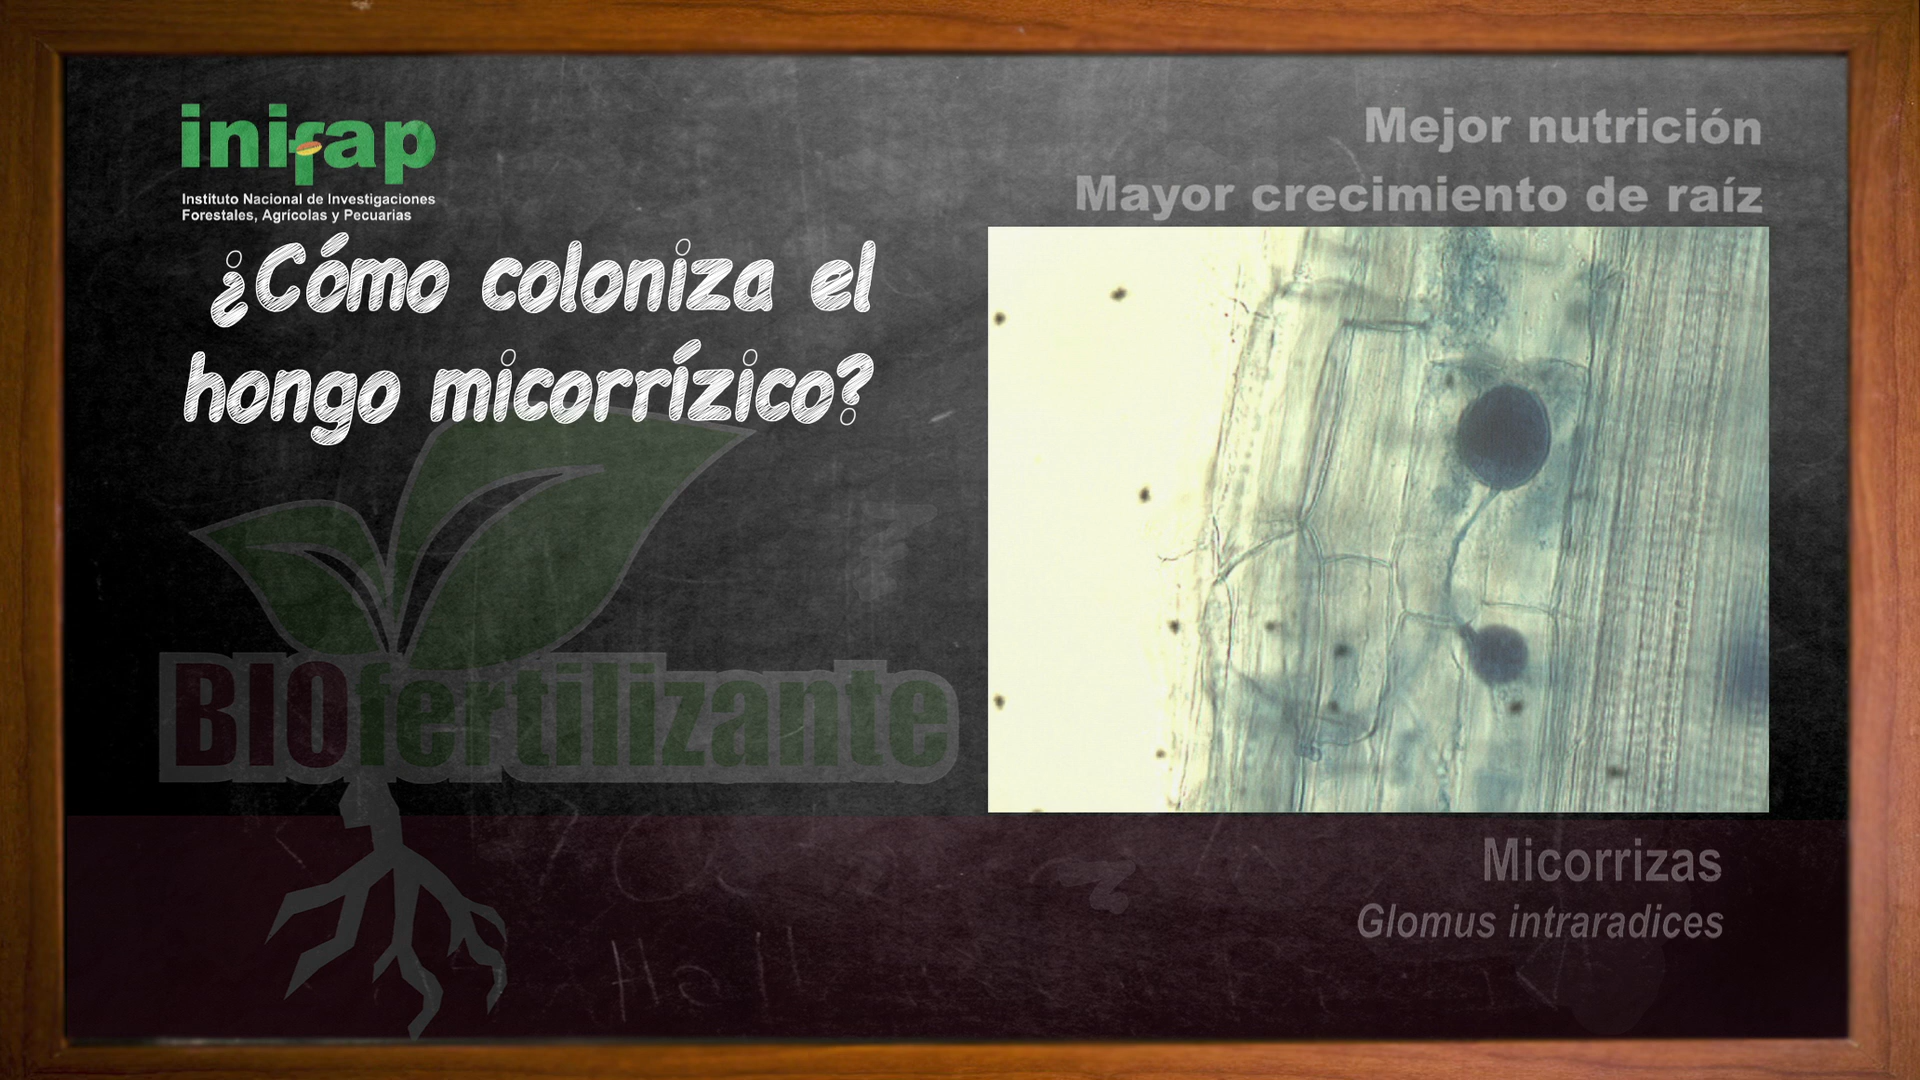 inifap
Instituto Nacional de Investigaciones
Forestales, Agrícolas y Pecuarias
Mejor nutrición
Mayor crecimiento de raíz
¿Cómo coloniza el
hongo micorrízico?
BIOfertilizante
Micorrizas
Glomus intraradices